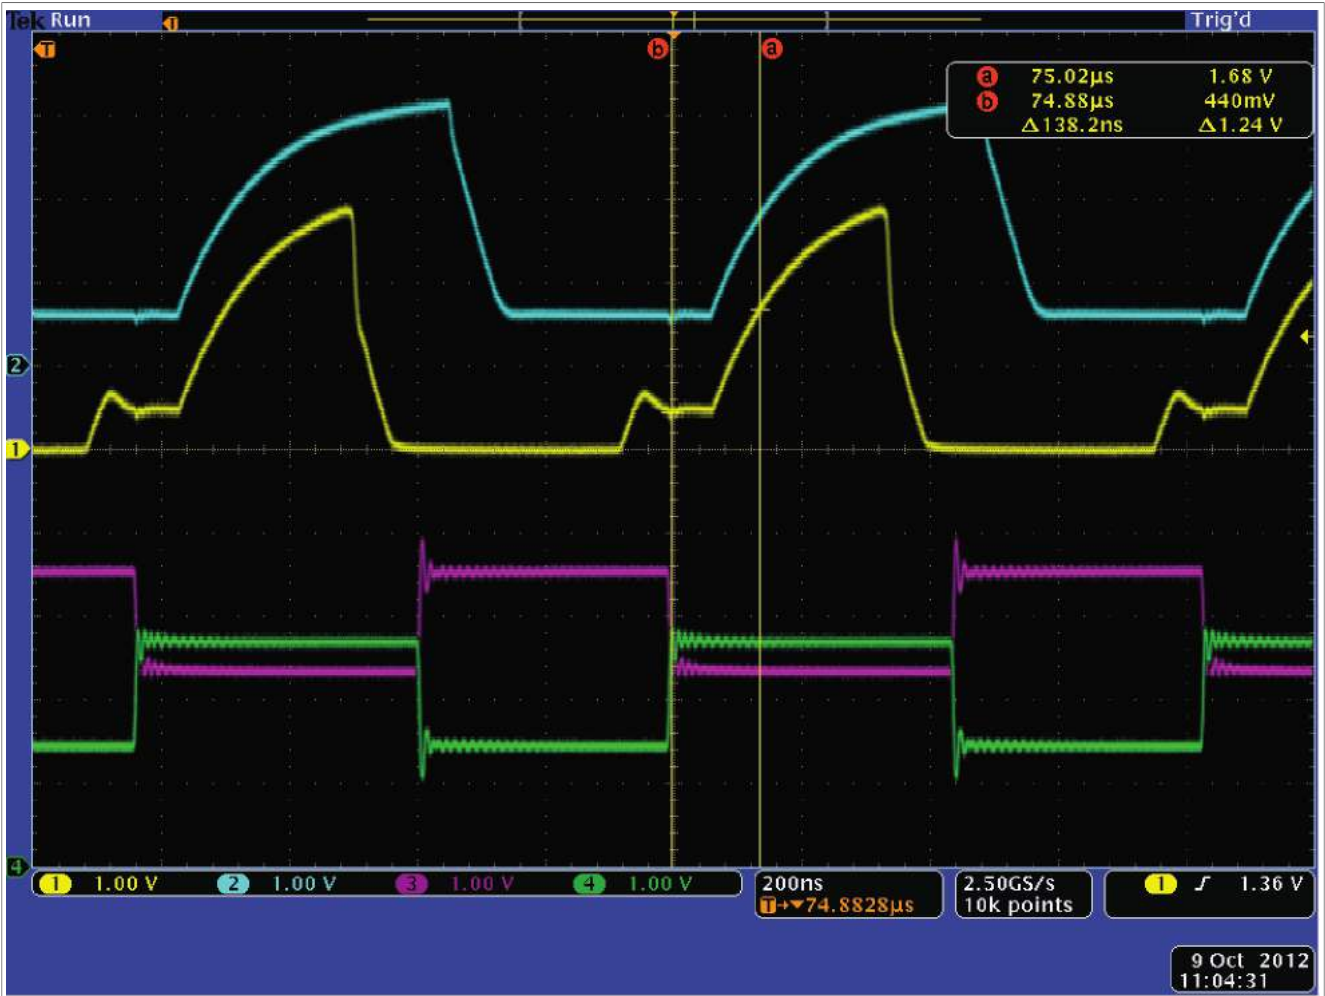 Tek Run Trig'd
T
T b a
a 75.02µs 1.68 V
b 74.88µs 440mV
Δ138.2ns Δ1.24 V
2
1
4
1 1.00 V 2 1.00 V 3 1.00 V 4 1.00 V
200ns
T→▼74.8828µs
2.50GS/s
10k points
1 1.36 V
9 Oct 2012
11:04:31